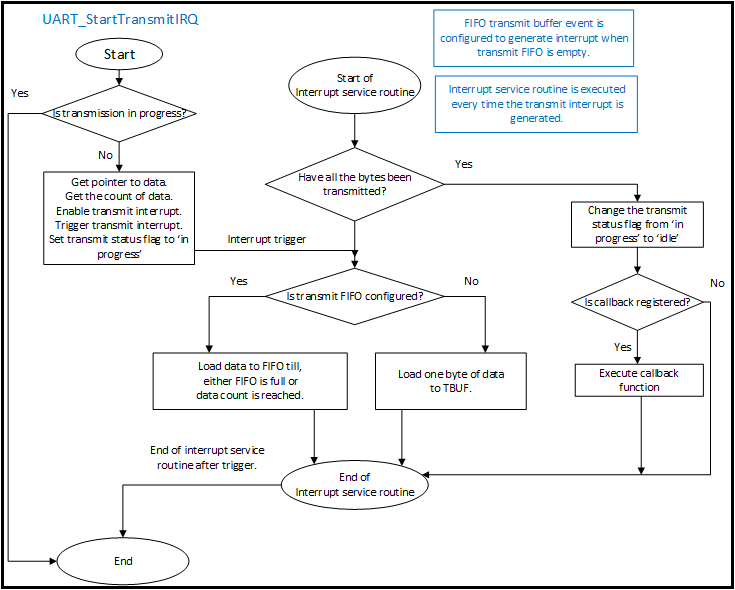 UART_StartTransmitIRQ
FIFO transmit buffer event is
configured to generate interrupt when
transmit FIFO is empty.
Start
Start of
Interrupt service routine
Interrupt service routine is executed
every time the transmit interrupt is
generated.
Yes
Is transmission in progress?
No
Have all the bytes been
transmitted?
Yes
Get pointer to data.
Get the count of data.
Enable transmit interrupt.
Trigger transmit interrupt.
Set transmit status flag to ‘in
progress’
Change the transmit
status flag from ‘in
progress’ to ‘idle’
Interrupt trigger
Yes
Is transmit FIFO configured?
No
Is callback registered?
No
Yes
Load data to FIFO till,
either FIFO is full or
data count is reached.
Load one byte of data
to TBUF.
Execute callback
function
End of interrupt service
routine after trigger.
End of
Interrupt service routine
End